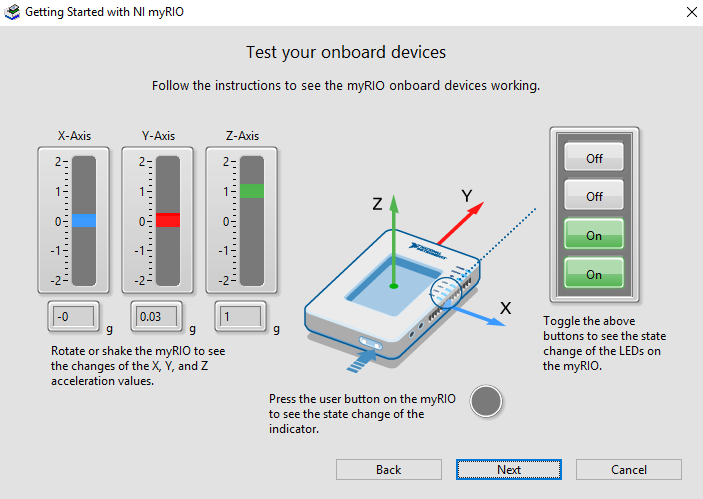 Getting Started with NI myRIO
Test your onboard devices
Follow the instructions to see the myRIO onboard devices working.
X-Axis
2
1
0
-1
-2
-0
g
Y-Axis
2
1
0
-1
-2
0.03
g
Z-Axis
2
1
0
-1
-2
1
g
Rotate or shake the myRIO to see
the changes of the X, Y, and Z
acceleration values.
Z
Y
X
Press the user button on the myRIO
to see the state change of the
indicator.
Off
Off
On
On
Toggle the above
buttons to see the state
change of the LEDs on
the myRIO.
Back
Next
Cancel